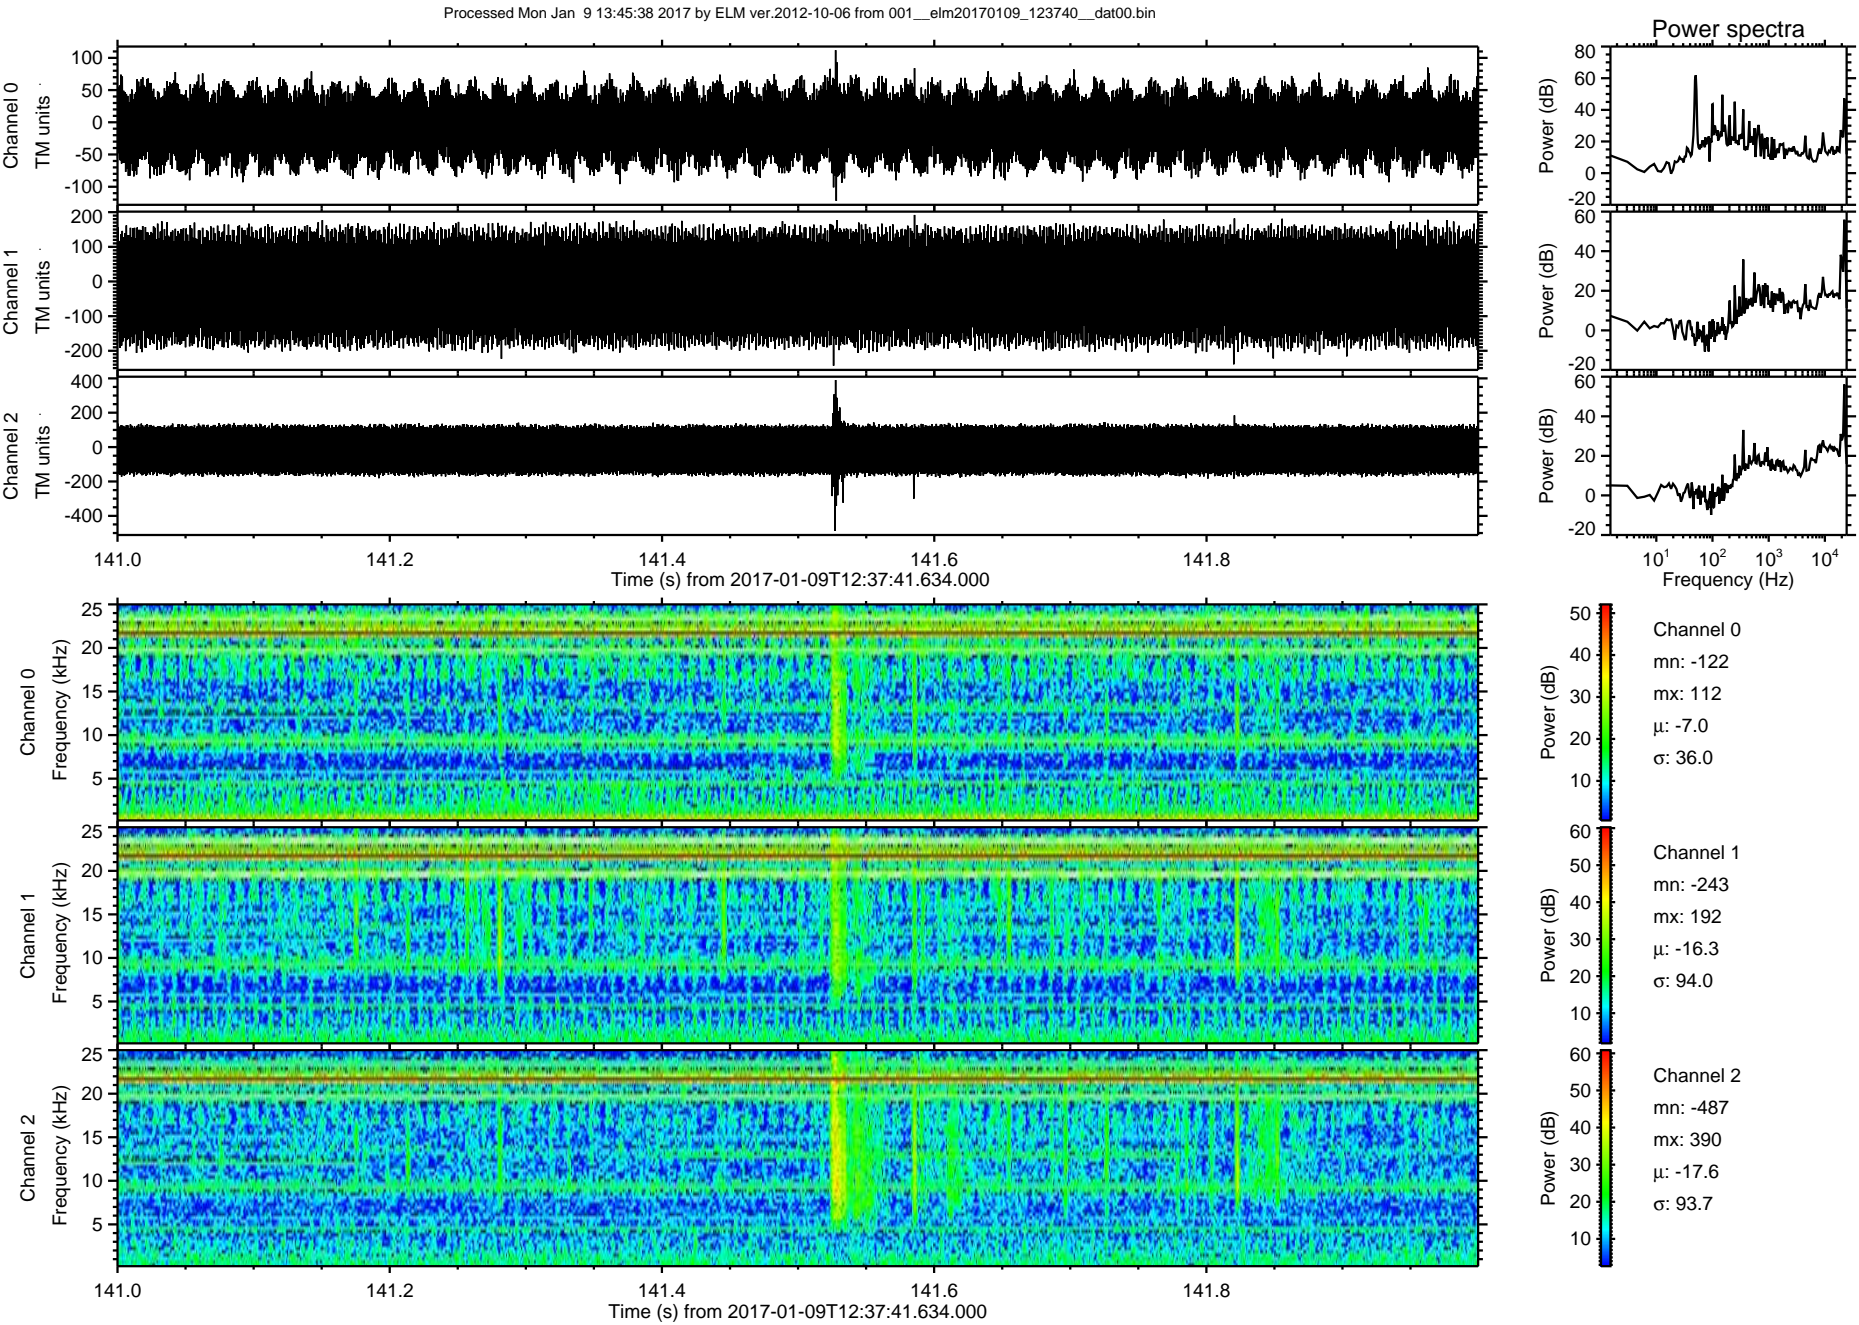 Processed Mon Jan  9 13:45:38 2017 by ELM ver.2012-10-06 from 001__elm20170109_123740__dat00.bin
Power spectra
Channel 0
TM units
100
50
0
-50
-100
Power (dB)
80
60
40
20
0
-20
Channel 1
TM units
200
100
0
-100
-200
Power (dB)
60
40
20
0
-20
Channel 2
TM units
400
200
0
-200
-400
Power (dB)
60
40
20
0
-20
141.0 141.2 141.4 141.6 141.8
Time (s) from 2017-01-09T12:37:41.634.000
10^1 10^2 10^3 10^4
Frequency (Hz)
Channel 0
Frequency (kHz)
25
20
15
10
5
Power (dB)
50
40
30
20
10
Channel 0
mn: -122
mx: 112
μ: -7.0
σ: 36.0
Channel 1
Frequency (kHz)
25
20
15
10
5
Power (dB)
60
50
40
30
20
10
Channel 1
mn: -243
mx: 192
μ: -16.3
σ: 94.0
Channel 2
Frequency (kHz)
25
20
15
10
5
Power (dB)
60
50
40
30
20
10
Channel 2
mn: -487
mx: 390
μ: -17.6
σ: 93.7
141.0 141.2 141.4 141.6 141.8
Time (s) from 2017-01-09T12:37:41.634.000